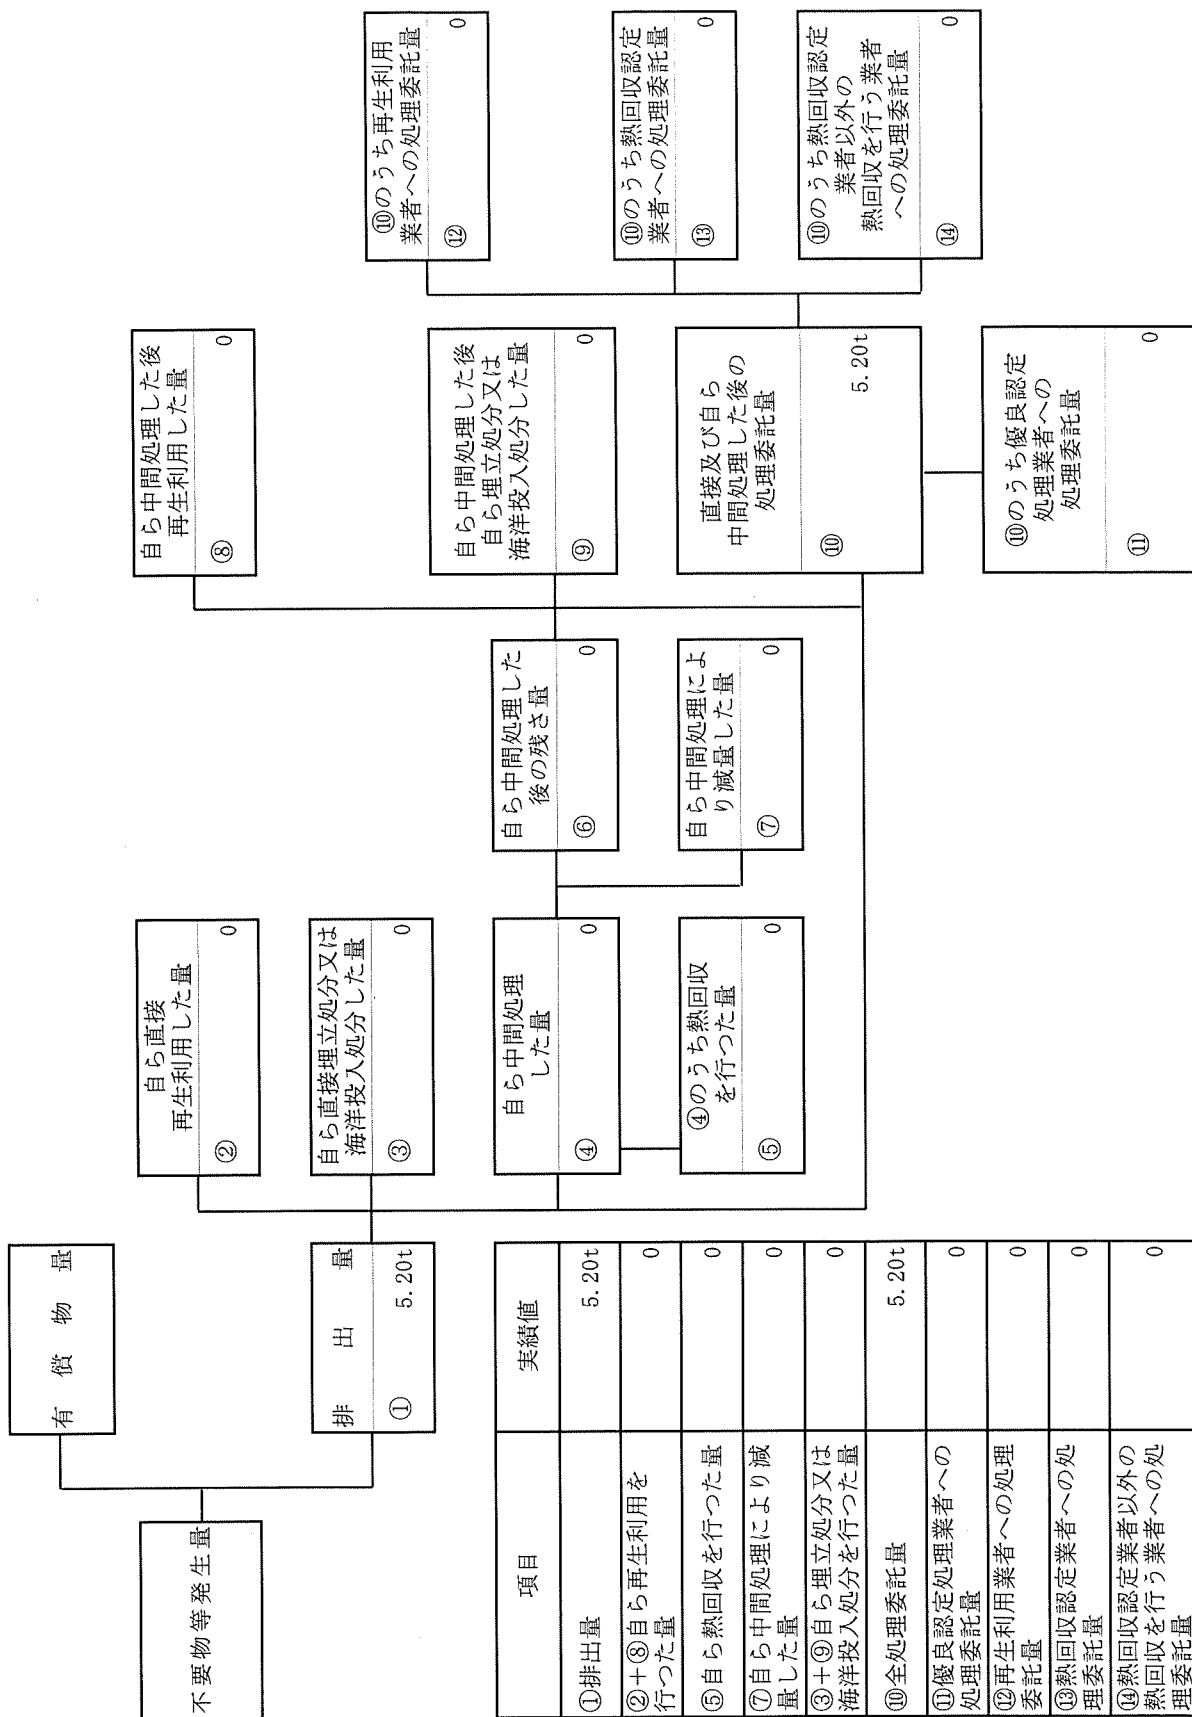 不要物等発生量
有償物量
排出量
① 5.20t
自ら直接
再生利用した量
② 0
自ら直接埋立処分又は
海洋投入処分した量
③ 0
自ら中間処理
した量
④ 0
④のうち熱回収
を行つた量
⑤ 0
自ら中間処理した
後の残さ量
⑥ 0
自ら中間処理によ
り減量した量
⑦ 0
自ら中間処理した後
再生利用した量
⑧ 0
自ら中間処理した後
自ら埋立処分又は
海洋投入処分した量
⑨ 0
直接及び自ら
中間処理した後の
処理委託量
⑩ 5.20t
⑩のうち優良認定
処理業者への
処理委託量
⑪ 0
⑩のうち再生利用
業者への処理委託量
⑫ 0
⑩のうち熱回収認定
業者への処理委託量
⑬ 0
⑩のうち熱回収認定
業者以外の
熱回収を行う業者
への処理委託量
⑭ 0
項目 実績値
①排出量 5.20t
②+⑧自ら再生利用を
行つた量 0
⑤自ら熱回収を行つた量 0
⑦自ら中間処理により減
量した量 0
③+⑨自ら埋立処分又は
海洋投入処分を行つた量 0
⑩全処理委託量 5.20t
⑪優良認定処理業者への
処理委託量 0
⑫再生利用業者への処理
委託量 0
⑬熱回収認定業者への処
理委託量 0
⑭熱回収認定業者以外の
熱回収を行う業者への処
理委託量 0